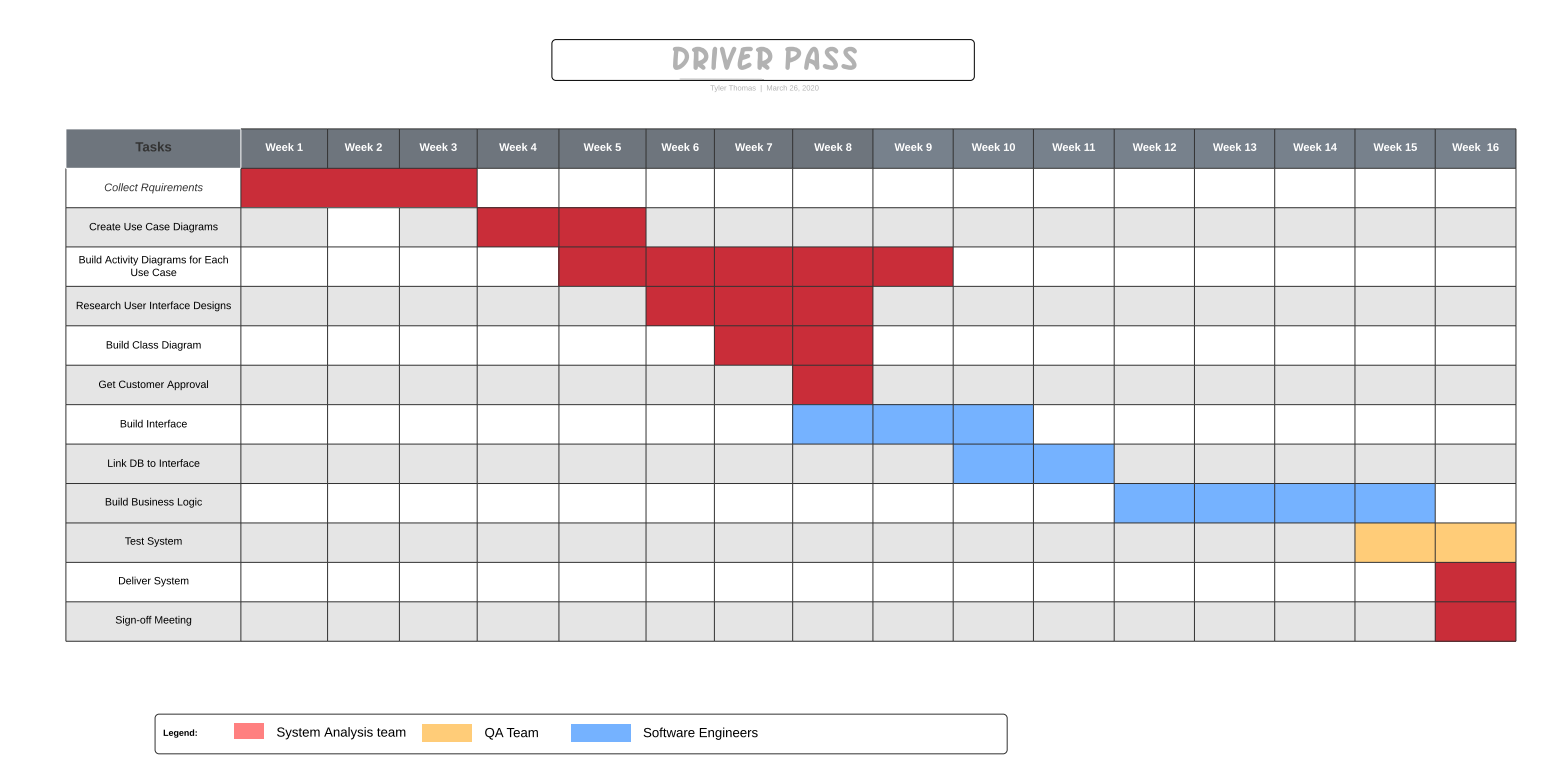 DRIVER PASS
Tyler Thomas | March 26, 2020
Tasks Week 1 Week 2 Week 3 Week 4 Week 5 Week 6 Week 7 Week 8 Week 9 Week 10 Week 11 Week 12 Week 13 Week 14 Week 15 Week 16
Collect Rquirements
Create Use Case Diagrams
Build Activity Diagrams for Each
Use Case
Research User Interface Designs
Build Class Diagram
Get Customer Approval
Build Interface
Link DB to Interface
Build Business Logic
Test System
Deliver System
Sign-off Meeting
Legend: System Analysis team QA Team Software Engineers